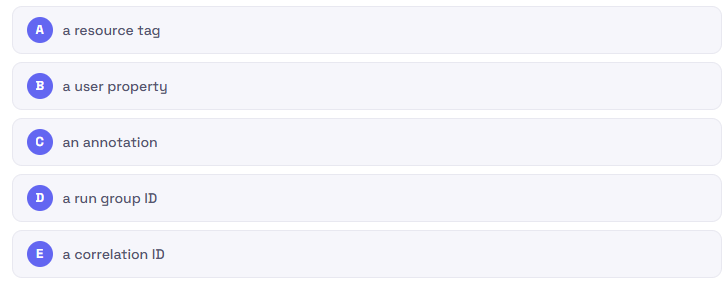 A a resource tag
B a user property
C an annotation
D a run group ID
E a correlation ID